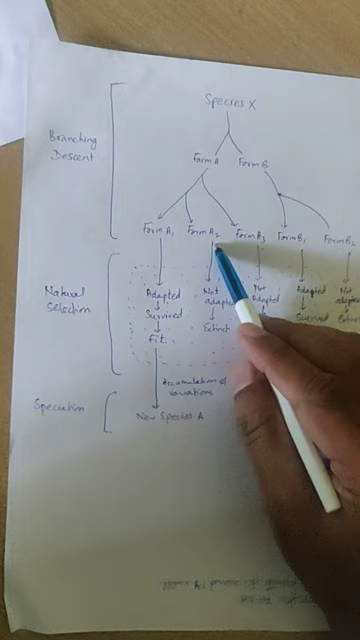 Species X
Branching
Descent
Form A
Form B
Form A1
Form A2
Form A3
Form B1
Form B2
Natural
Selection
Adapted
Survived
Fit
Not
adapted
Extinct
Not
Adapted
Adapted
Survived
Not
adapted
Extinct
Accumulation of
variations
Speciation
New Species A